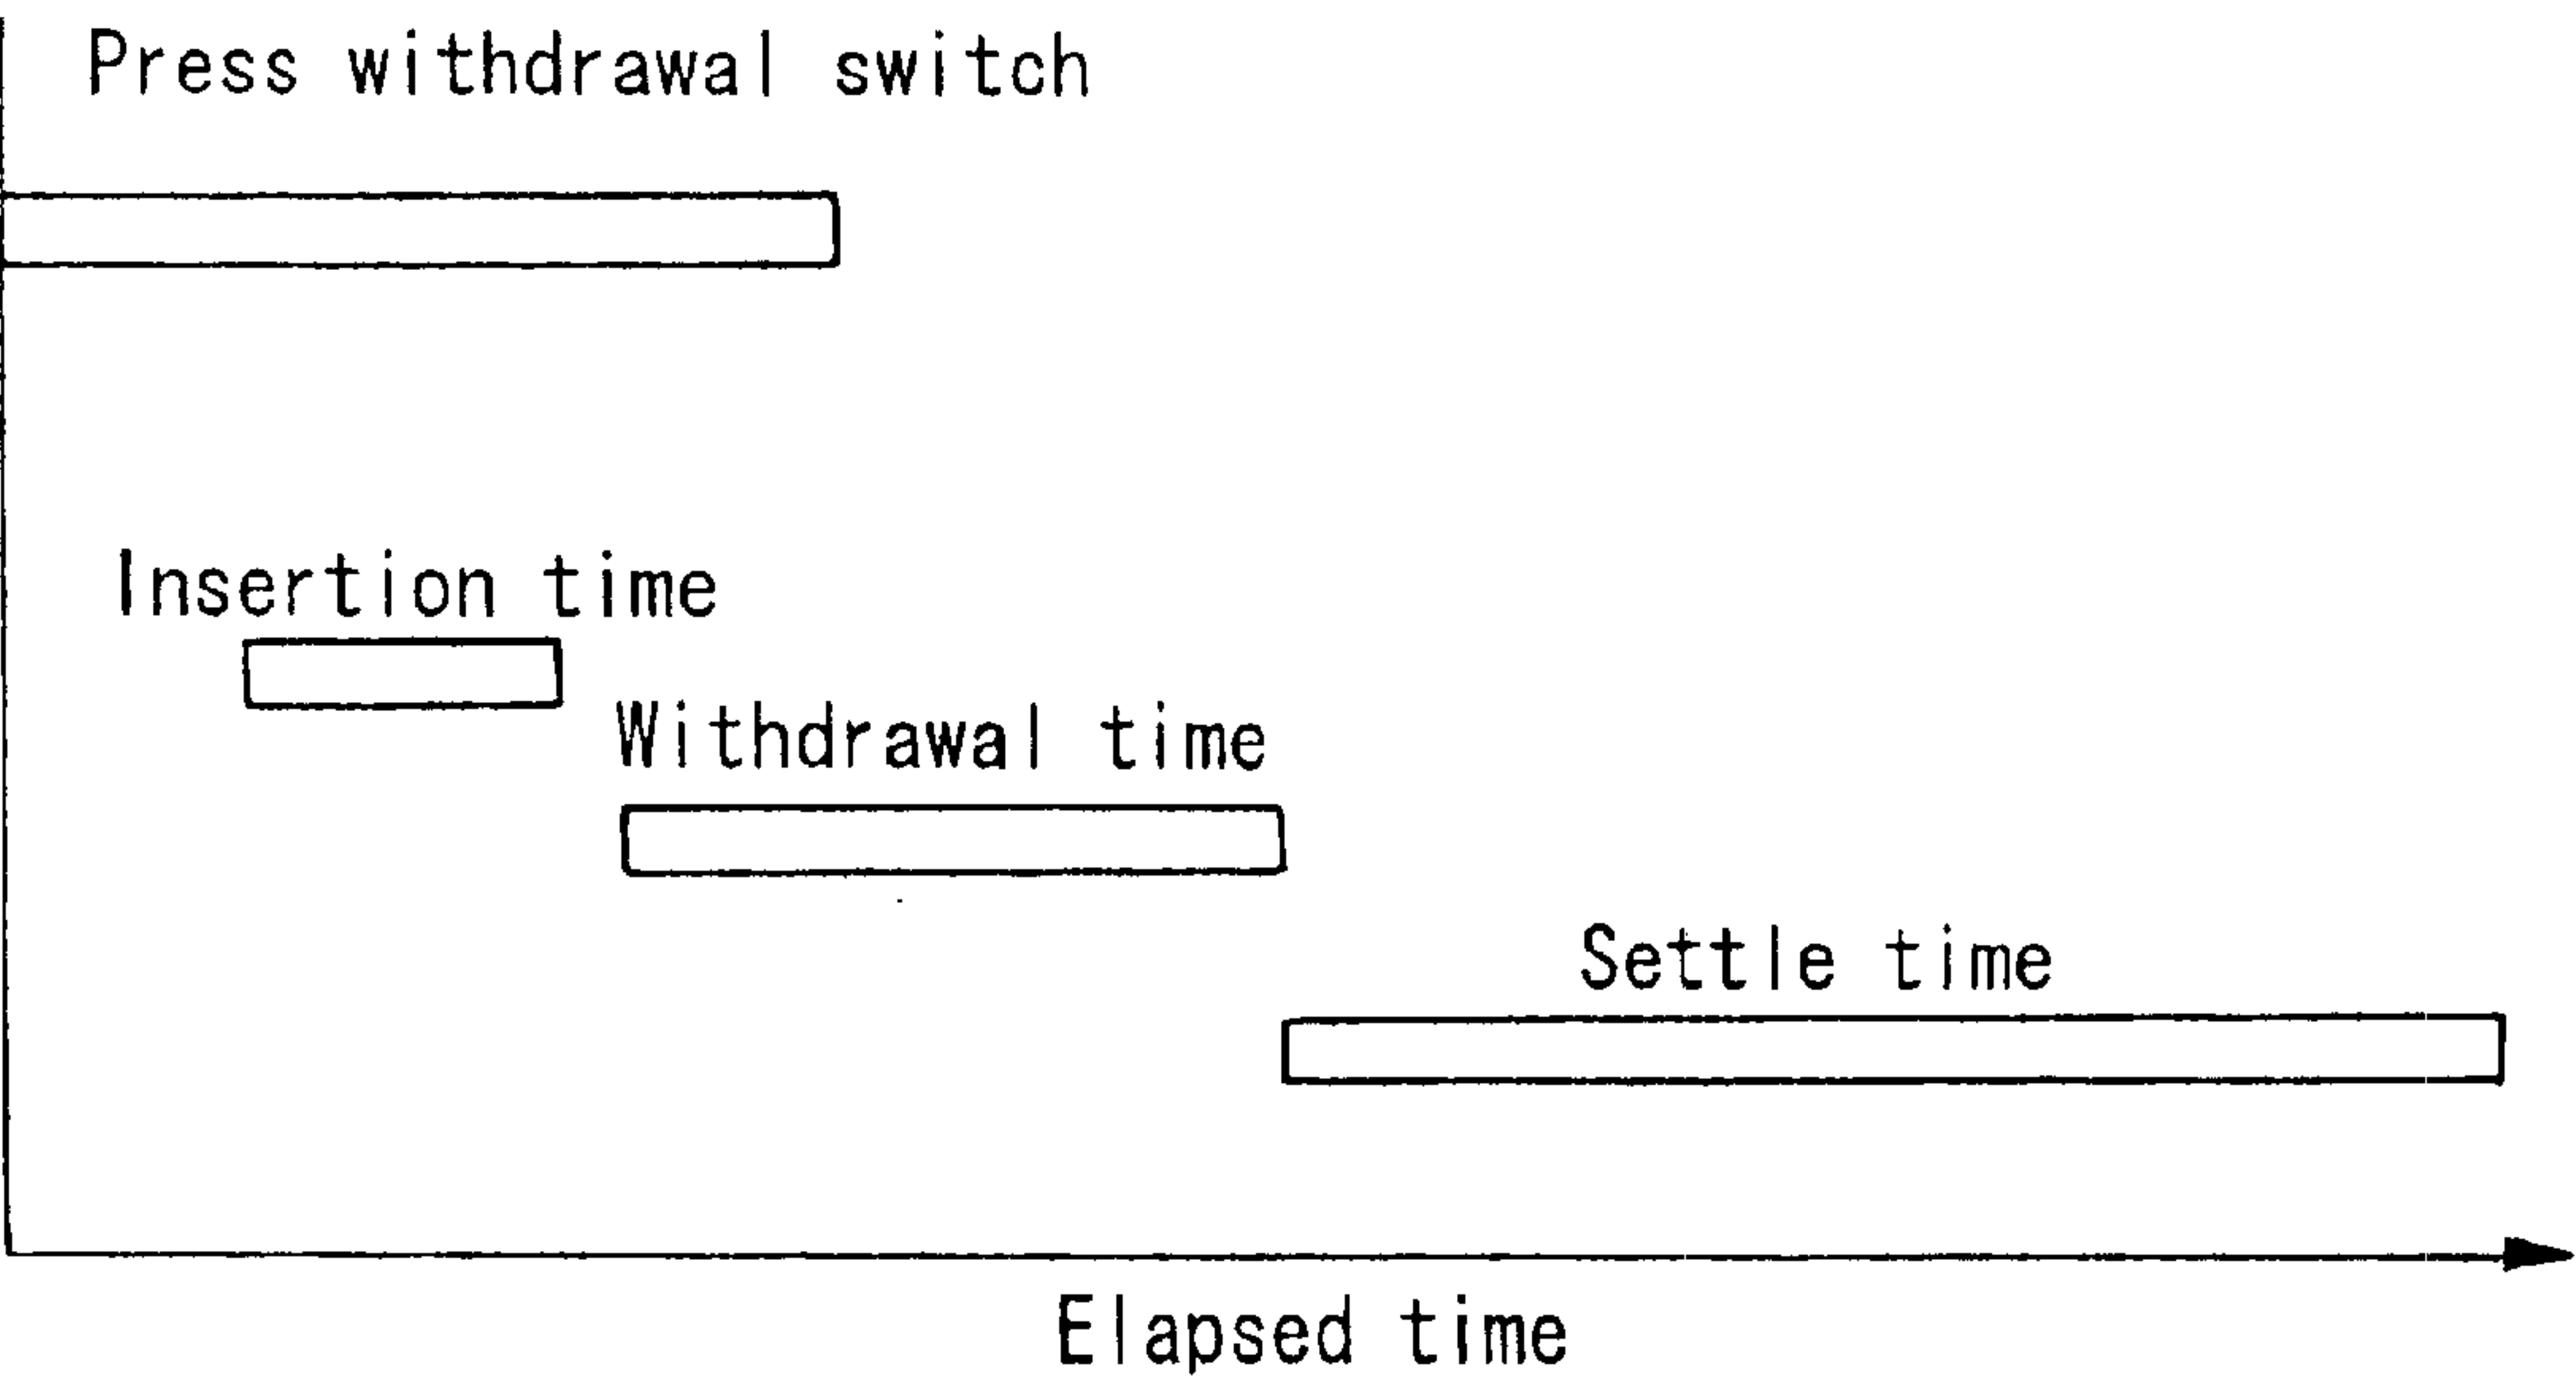 Press withdrawal switch
Insertion time
Withdrawal time
Settle time
Elapsed time